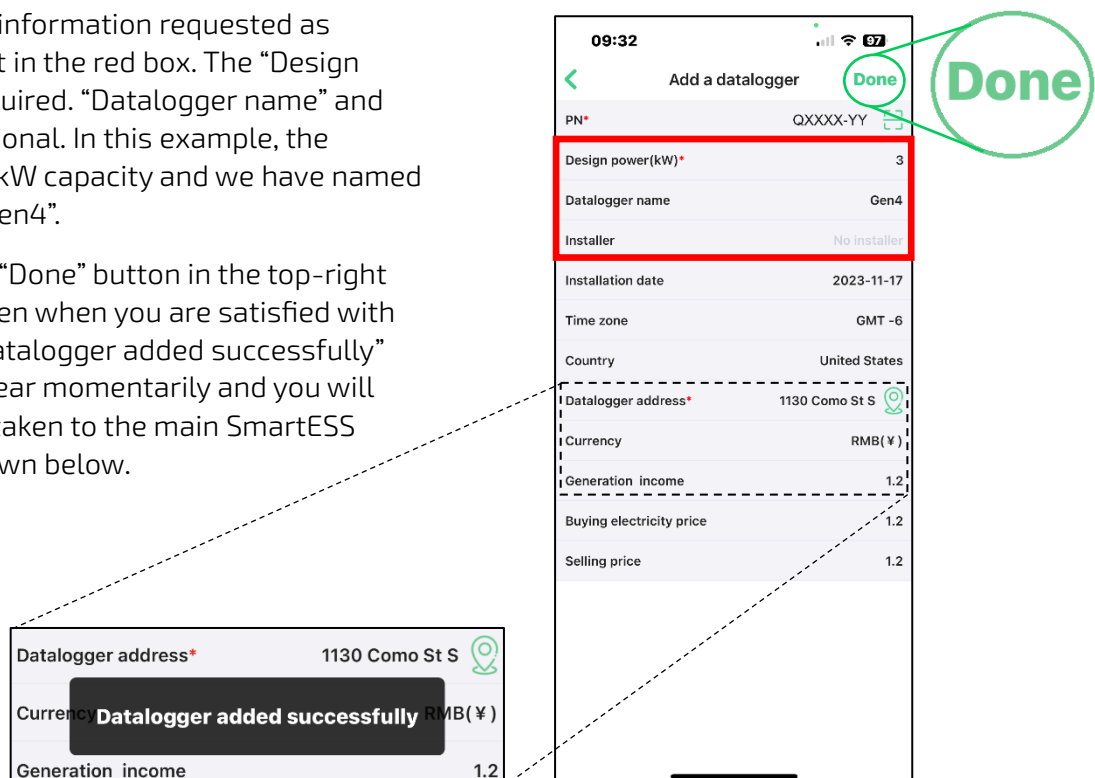 information requested as
t in the red box. The “Design
uired. “Datalogger name” and
ional. In this example, the
kW capacity and we have named
en4”.
“Done” button in the top-right
en when you are satisfied with
atalogger added successfully”
ear momentarily and you will
taken to the main SmartESS
wn below.
09:32
97
Add a datalogger
Done
Done
PN*
QXXXX-YY
Design power(kW)*
3
Datalogger name
Gen4
Installer
No installer
Installation date
2023-11-17
Time zone
GMT -6
Country
United States
Datalogger address*
1130 Como St S
Currency
RMB(¥)
Generation income
1.2
Buying electricity price
1.2
Selling price
1.2
Datalogger address*
1130 Como St S
Curren
Datalogger added successfully
RMB(¥)
Generation income
1.2